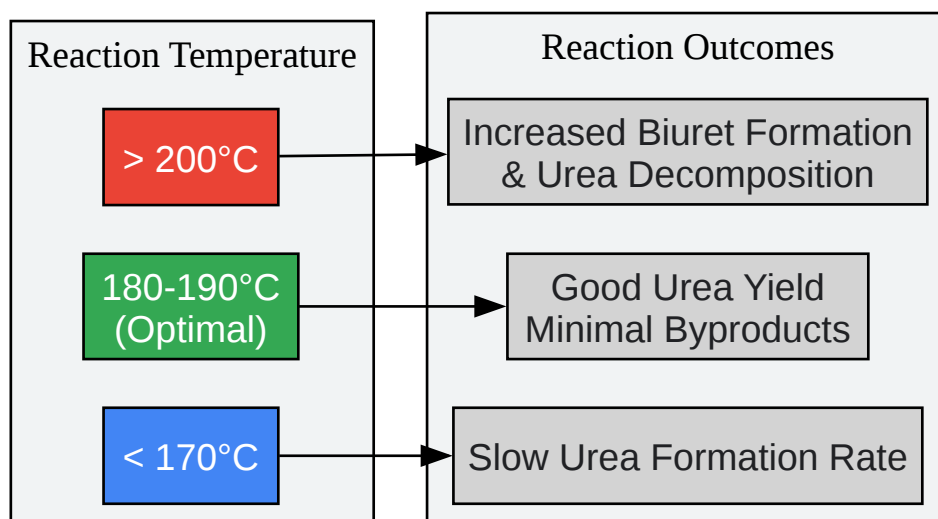 Reaction Temperature
> 200°C
180-190°C
(Optimal)
< 170°C
Reaction Outcomes
Increased Biuret Formation
& Urea Decomposition
Good Urea Yield
Minimal Byproducts
Slow Urea Formation Rate